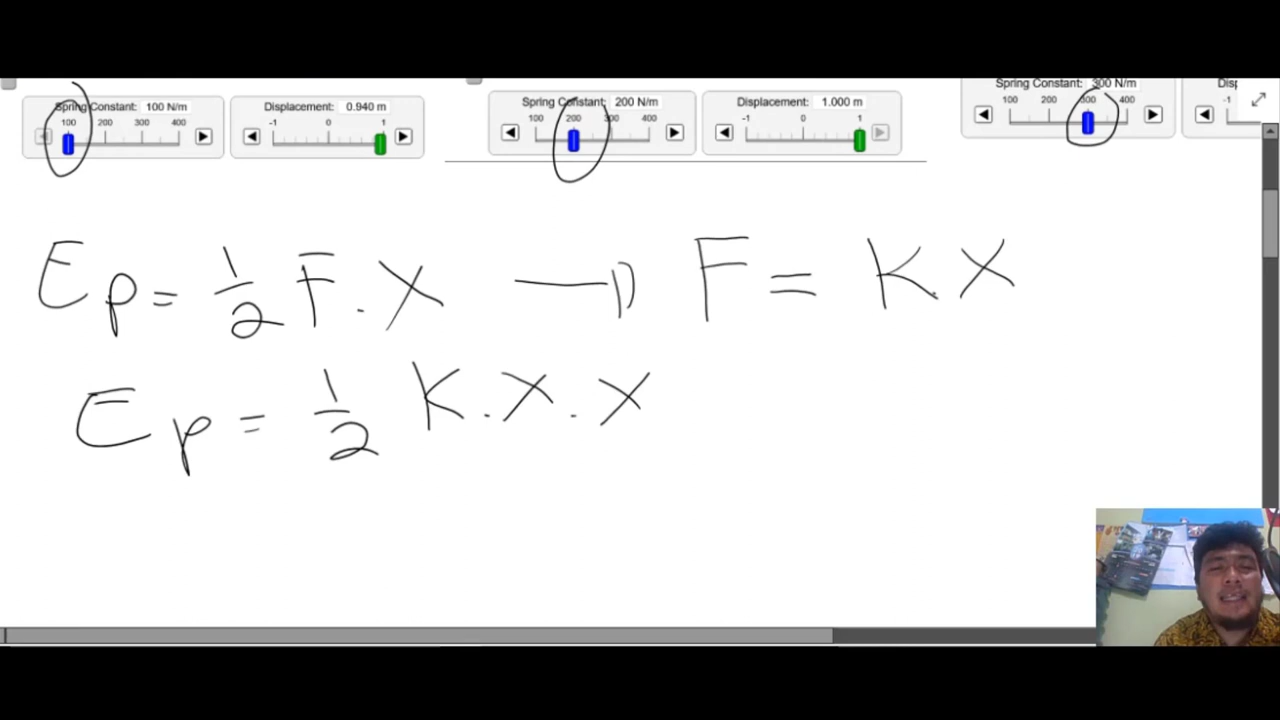 Spring Constant: 100 N/m
100 200 300 400
Displacement: 0.940 m
-1 0 1
Spring Constant: 200 N/m
100 200 300 400
Displacement: 1.000 m
-1 0 1
Spring Constant: 300 N/m
100 200 300 400
-1
Ep = 1/2 F . X → F = K X
Ep = 1/2 K . X . X